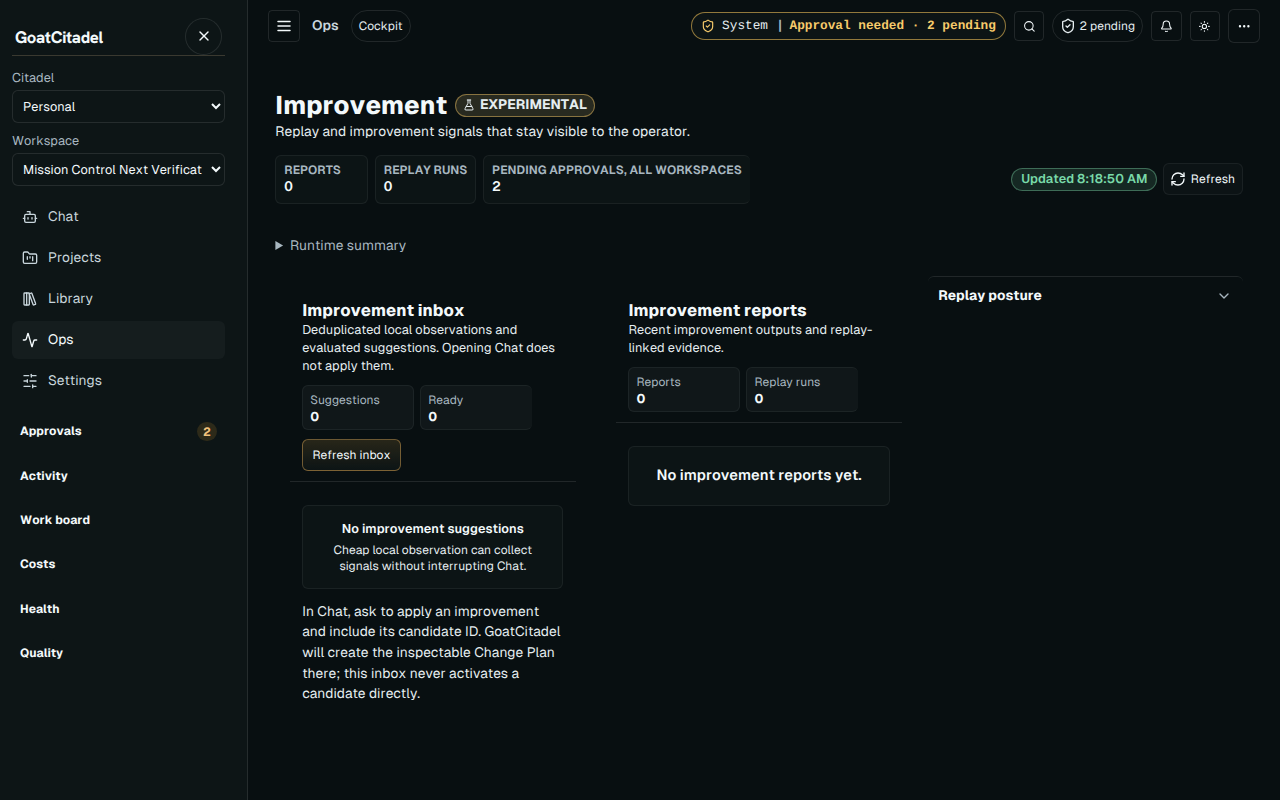 GoatCitadel
Citadel
Personal
Workspace
Mission Control Next Verificat
Chat
Projects
Library
Ops
Settings
Approvals 2
Activity
Work board
Costs
Health
Quality
Ops Cockpit
System | Approval needed · 2 pending
2 pending
Improvement EXPERIMENTAL
Replay and improvement signals that stay visible to the operator.
REPORTS
0
REPLAY RUNS
0
PENDING APPROVALS, ALL WORKSPACES
2
Updated 8:18:50 AM
Refresh
Runtime summary
Improvement inbox
Deduplicated local observations and
evaluated suggestions. Opening Chat does
not apply them.
Suggestions
0
Ready
0
Refresh inbox
No improvement suggestions
Cheap local observation can collect
signals without interrupting Chat.
In Chat, ask to apply an improvement
and include its candidate ID. GoatCitadel
will create the inspectable Change Plan
there; this inbox never activates a
candidate directly.
Improvement reports
Recent improvement outputs and replay-
linked evidence.
Reports
0
Replay runs
0
No improvement reports yet.
Replay posture